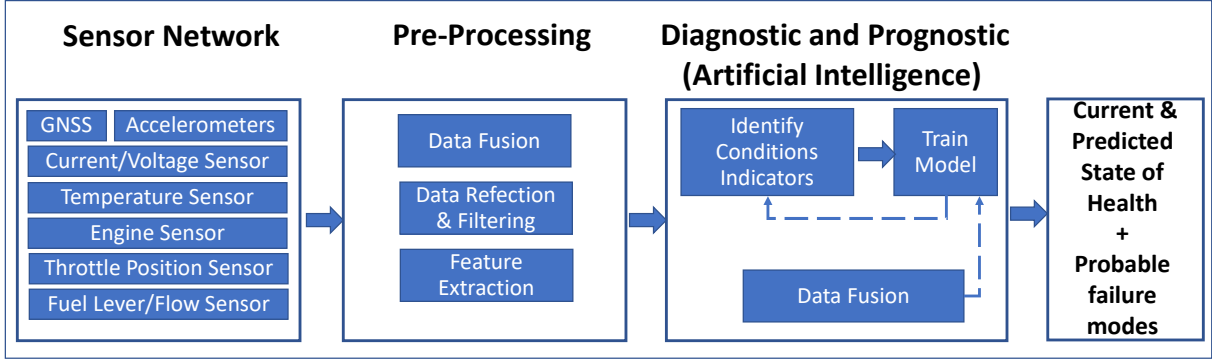 Sensor Network
GNSS
Accelerometers
Current/Voltage Sensor
Temperature Sensor
Engine Sensor
Throttle Position Sensor
Fuel Lever/Flow Sensor
Pre-Processing
Data Fusion
Data Refection
& Filtering
Feature
Extraction
Diagnostic and Prognostic
(Artificial Intelligence)
Identify
Conditions
Indicators
Train
Model
Data Fusion
Current &
Predicted
State of
Health
+
Probable
failure
modes